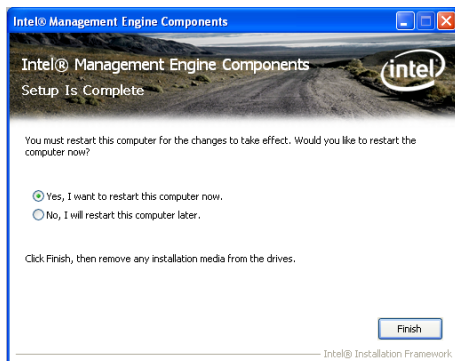 Intel® Management Engine Components
Intel® Management Engine Components
Setup Is Complete
intel
You must restart this computer for the changes to take effect. Would you like to restart the
computer now?
Yes, I want to restart this computer now.
No, I will restart this computer later.
Click Finish, then remove any installation media from the drives.
Finish
Intel® Installation Framework